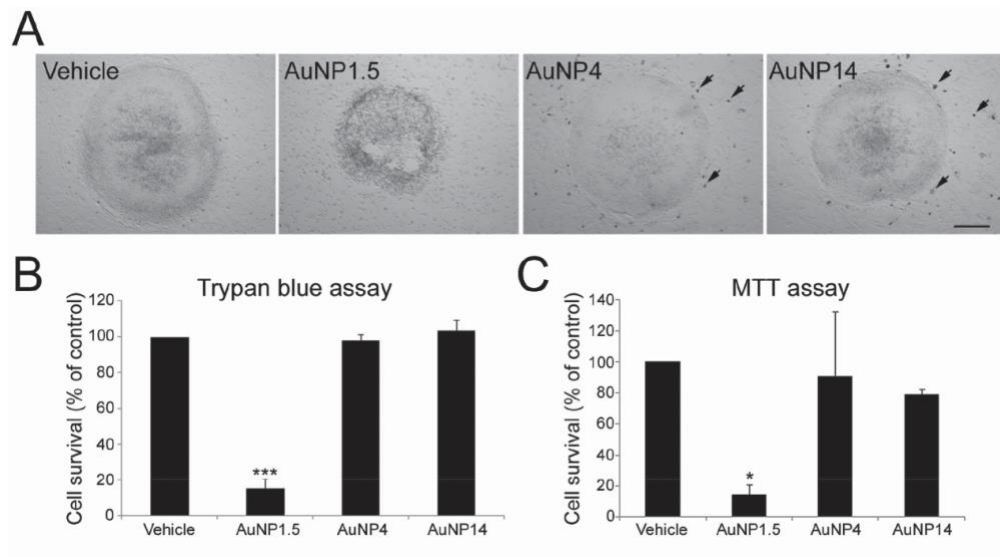 A
Vehicle AuNP1.5 AuNP4 AuNP14
B
Trypan blue assay
Cell survival (% of control)
120
100
80
60
40
20
0
***
Vehicle AuNP1.5 AuNP4 AuNP14
C
MTT assay
Cell survival (% of control)
140
120
100
80
60
40
20
0
*
Vehicle AuNP1.5 AuNP4 AuNP14